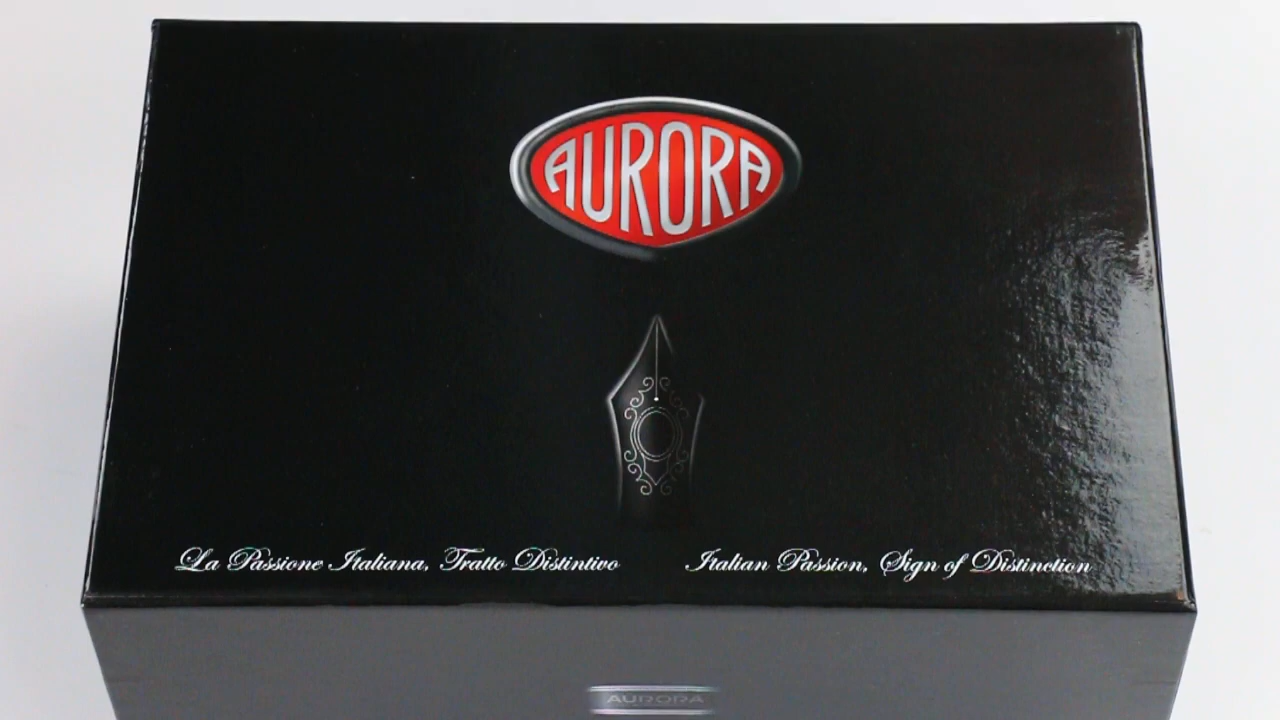 AURORA
La Passione Italiana, Tratto Distintivo
Italian Passion, Sign of Distinction
AURORA